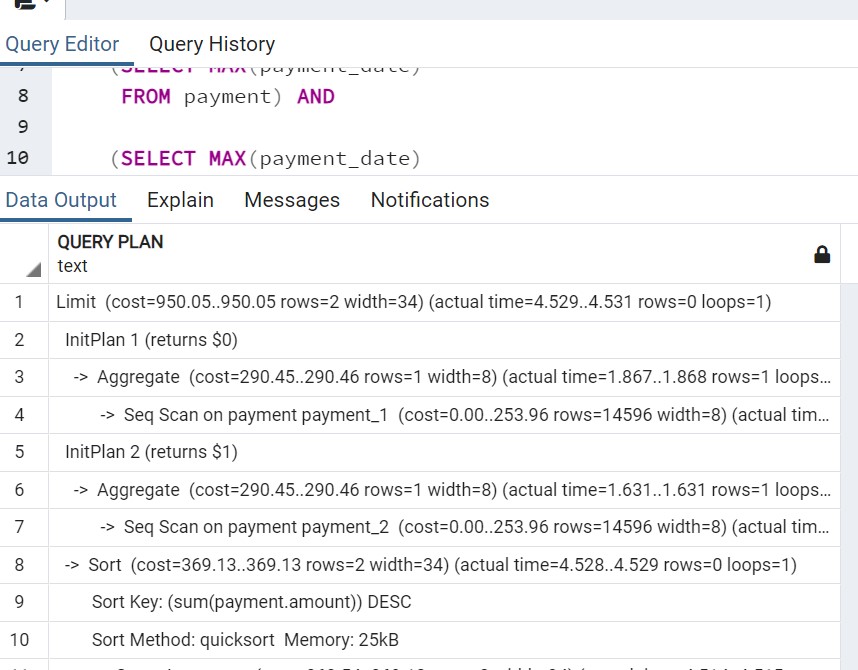 Query Editor Query History
7 (SELECT MAX(payment_date)
8 FROM payment) AND
9
10 (SELECT MAX(payment_date)
Data Output Explain Messages Notifications
QUERY PLAN
text
1 Limit (cost=950.05..950.05 rows=2 width=34) (actual time=4.529..4.531 rows=0 loops=1)
2 InitPlan 1 (returns $0)
3 -> Aggregate (cost=290.45..290.46 rows=1 width=8) (actual time=1.867..1.868 rows=1 loops...
4 -> Seq Scan on payment payment_1 (cost=0.00..253.96 rows=14596 width=8) (actual tim...
5 InitPlan 2 (returns $1)
6 -> Aggregate (cost=290.45..290.46 rows=1 width=8) (actual time=1.631..1.631 rows=1 loops...
7 -> Seq Scan on payment payment_2 (cost=0.00..253.96 rows=14596 width=8) (actual tim...
8 -> Sort (cost=369.13..369.13 rows=2 width=34) (actual time=4.528..4.529 rows=0 loops=1)
9 Sort Key: (sum(payment.amount)) DESC
10 Sort Method: quicksort Memory: 25kB